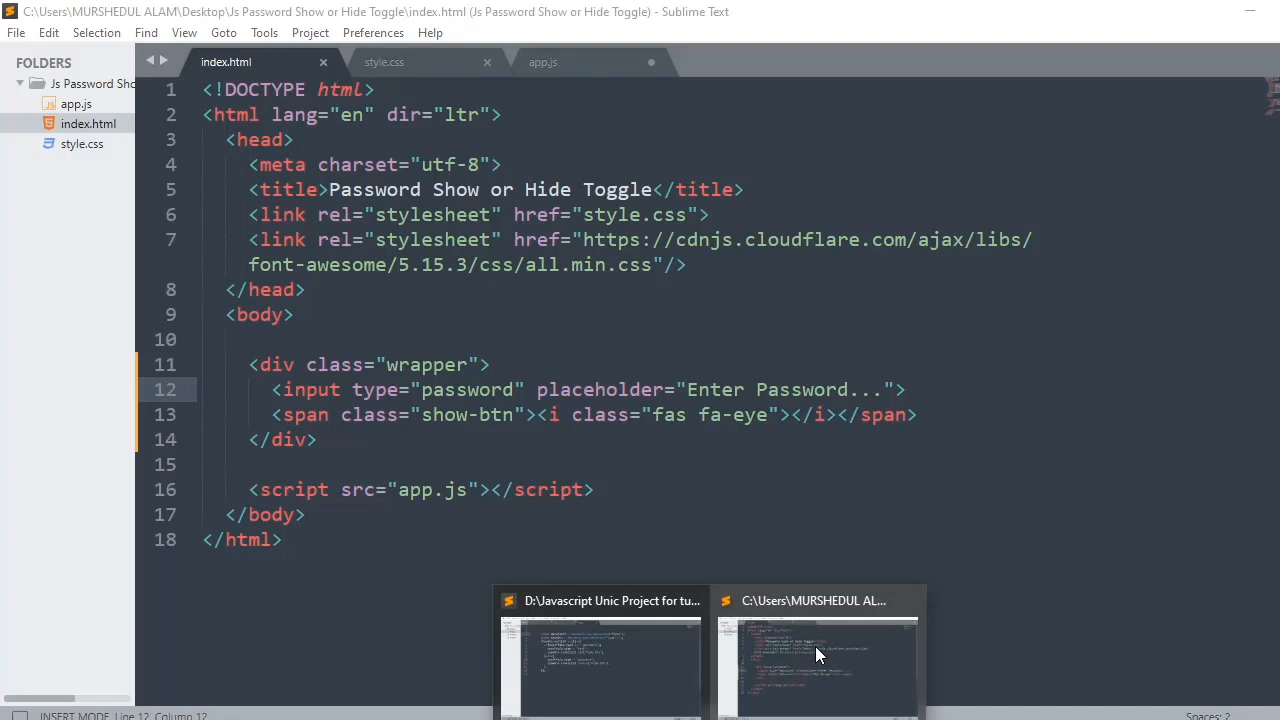 C:\Users\MURSHEDUL ALAM\Desktop\Js Password Show or Hide Toggle\index.html (Js Password Show or Hide Toggle) - Sublime Text
File Edit Selection Find View Goto Tools Project Preferences Help
FOLDERS
Js Password Sho
app.js
index.html
style.css
index.html style.css app.js
1 <!DOCTYPE html>
2 <html lang="en" dir="ltr">
3 <head>
4 <meta charset="utf-8">
5 <title>Password Show or Hide Toggle</title>
6 <link rel="stylesheet" href="style.css">
7 <link rel="stylesheet" href="https://cdnjs.cloudflare.com/ajax/libs/
font-awesome/5.15.3/css/all.min.css"/>
8 </head>
9 <body>
10
11 <div class="wrapper">
12 <input type="password" placeholder="Enter Password...">
13 <span class="show-btn"><i class="fas fa-eye"></i></span>
14 </div>
15
16 <script src="app.js"></script>
17 </body>
18 </html>
D:\Javascript Unic Project for tu... C:\Users\MURSHEDUL ALA...
Line 12, Column 12
Spaces: 2